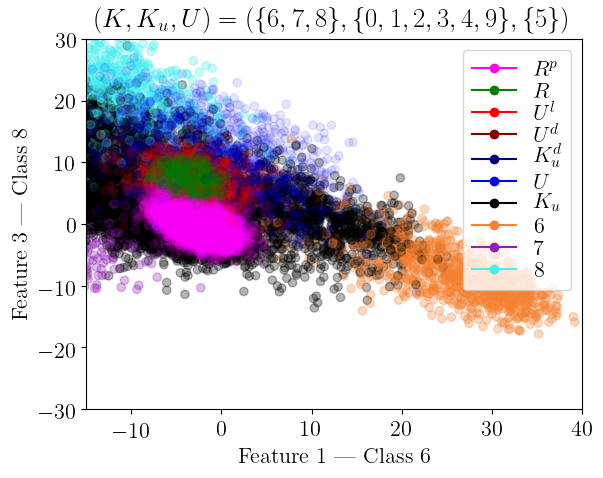 (K, K_u, U) = ({6, 7, 8}, {0, 1, 2, 3, 4, 9}, {5})
30
20
10
0
−10
−20
−30
Feature 3 — Class 8
R^p
R
U^l
U^d
K_u^d
U
K_u
6
7
8
−10
0
10
20
30
40
Feature 1 — Class 6